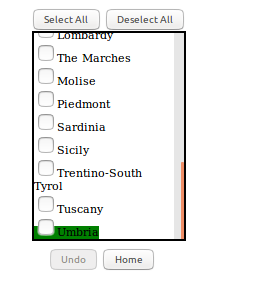 Select All Deselect All
Lombardy
The Marches
Molise
Piedmont
Sardinia
Sicily
Trentino-South
Tyrol
Tuscany
Umbria
Undo Home